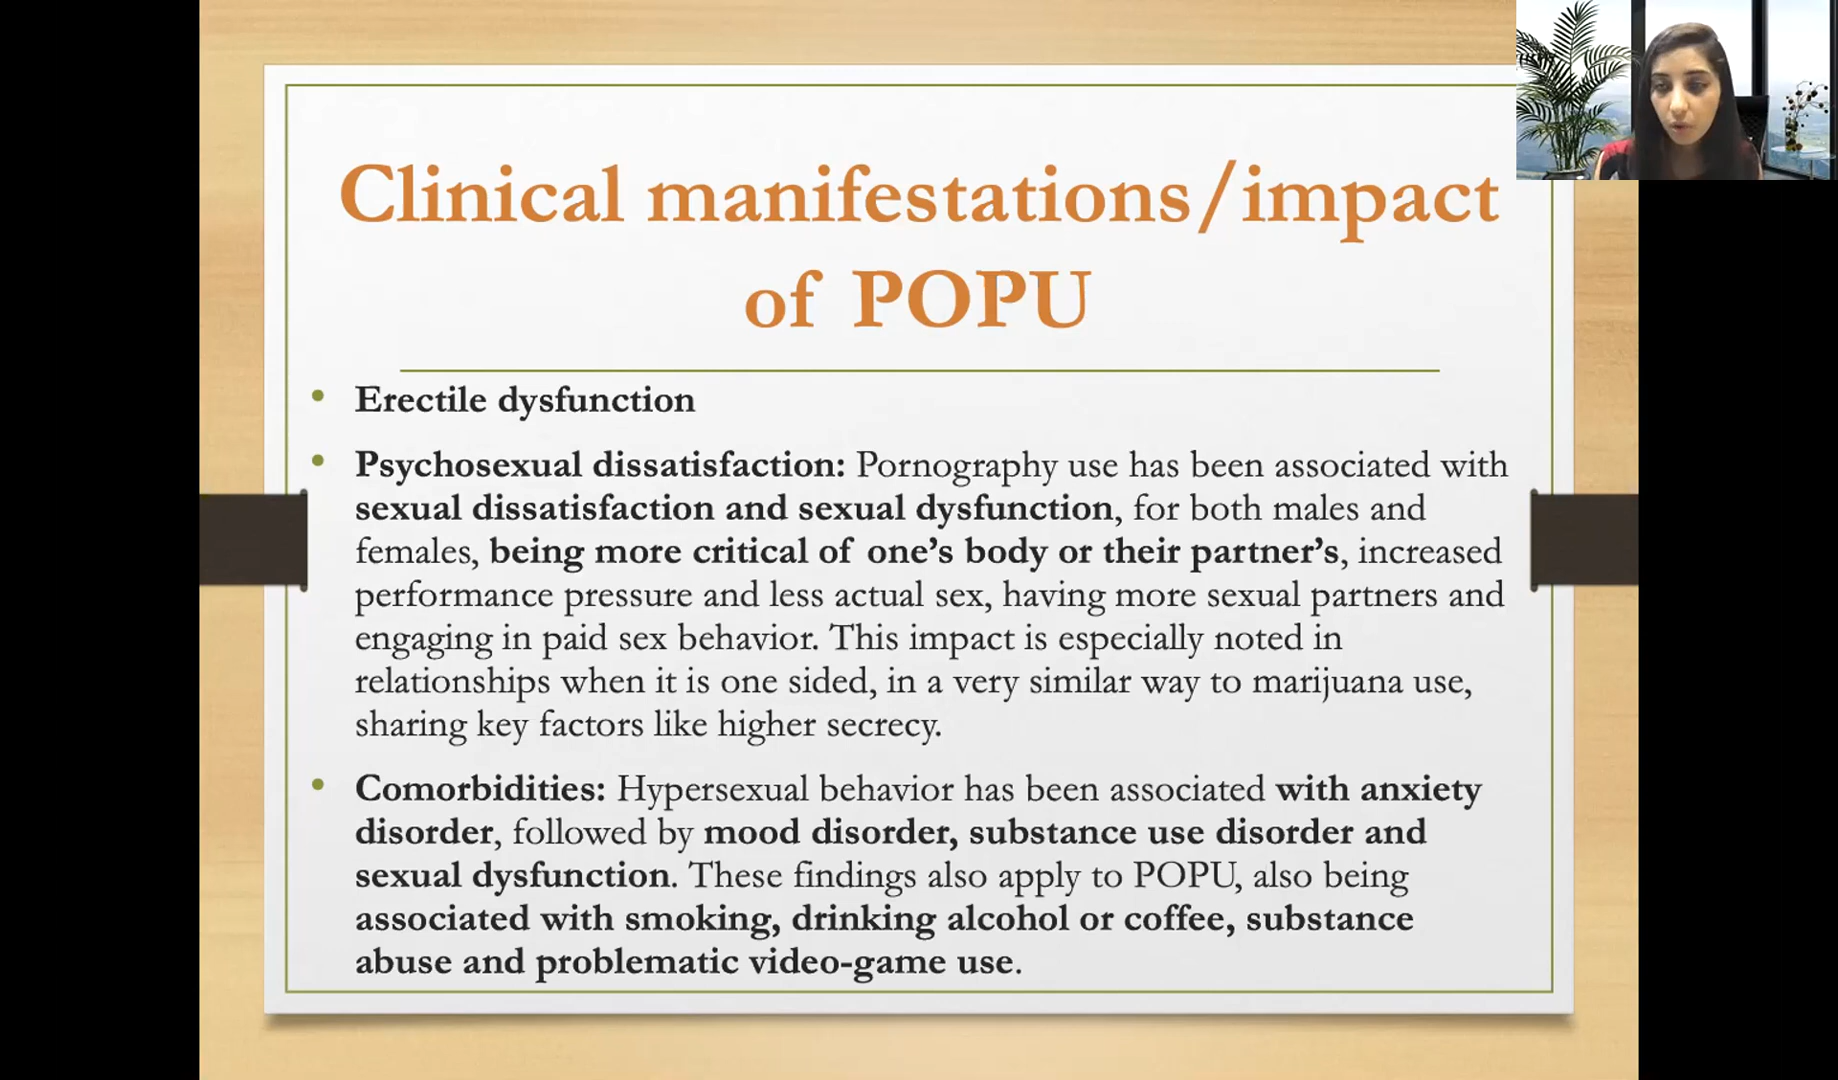 Clinical manifestations/impact
of POPU
• Erectile dysfunction
• Psychosexual dissatisfaction: Pornography use has been associated with
sexual dissatisfaction and sexual dysfunction, for both males and
females, being more critical of one’s body or their partner’s, increased
performance pressure and less actual sex, having more sexual partners and
engaging in paid sex behavior. This impact is especially noted in
relationships when it is one sided, in a very similar way to marijuana use,
sharing key factors like higher secrecy.
• Comorbidities: Hypersexual behavior has been associated with anxiety
disorder, followed by mood disorder, substance use disorder and
sexual dysfunction. These findings also apply to POPU, also being
associated with smoking, drinking alcohol or coffee, substance
abuse and problematic video-game use.